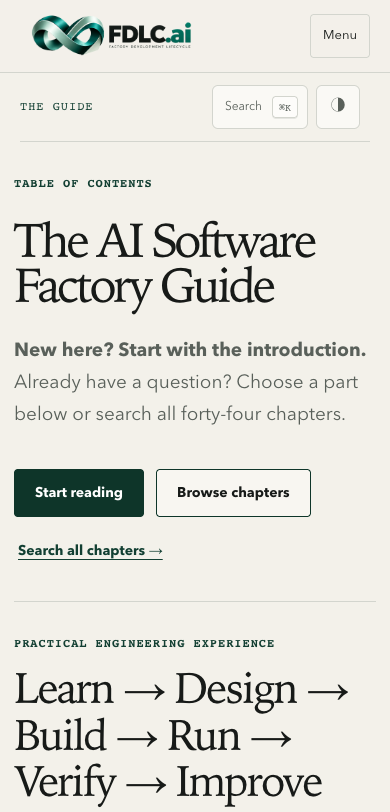 FDLC.ai
FACTORY DEVELOPMENT LIFECYCLE
Menu
THE GUIDE
Search ⌘K
TABLE OF CONTENTS
The AI Software
Factory Guide
New here? Start with the introduction.
Already have a question? Choose a part
below or search all forty-four chapters.
Start reading
Browse chapters
Search all chapters →
PRACTICAL ENGINEERING EXPERIENCE
Learn → Design →
Build → Run →
Verify → Improve